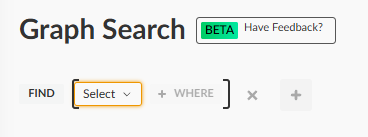 Graph Search BETA Have Feedback?
FIND [ Select + WHERE ] × +